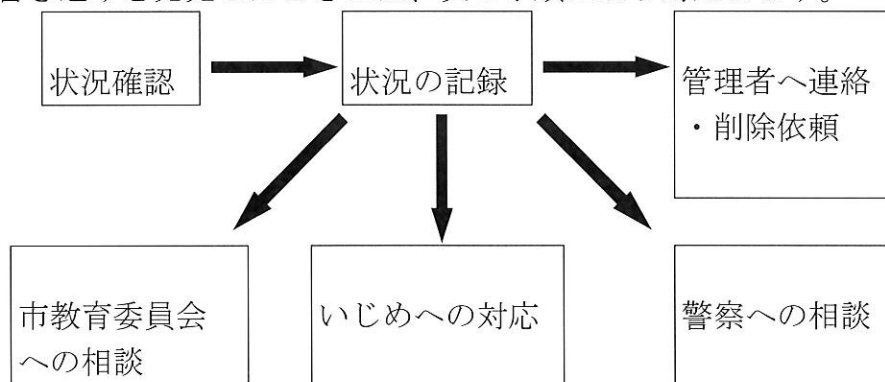 状況確認
状況の記録
管理者へ連絡
・削除依頼
市教育委員会
への相談
いじめへの対応
警察への相談